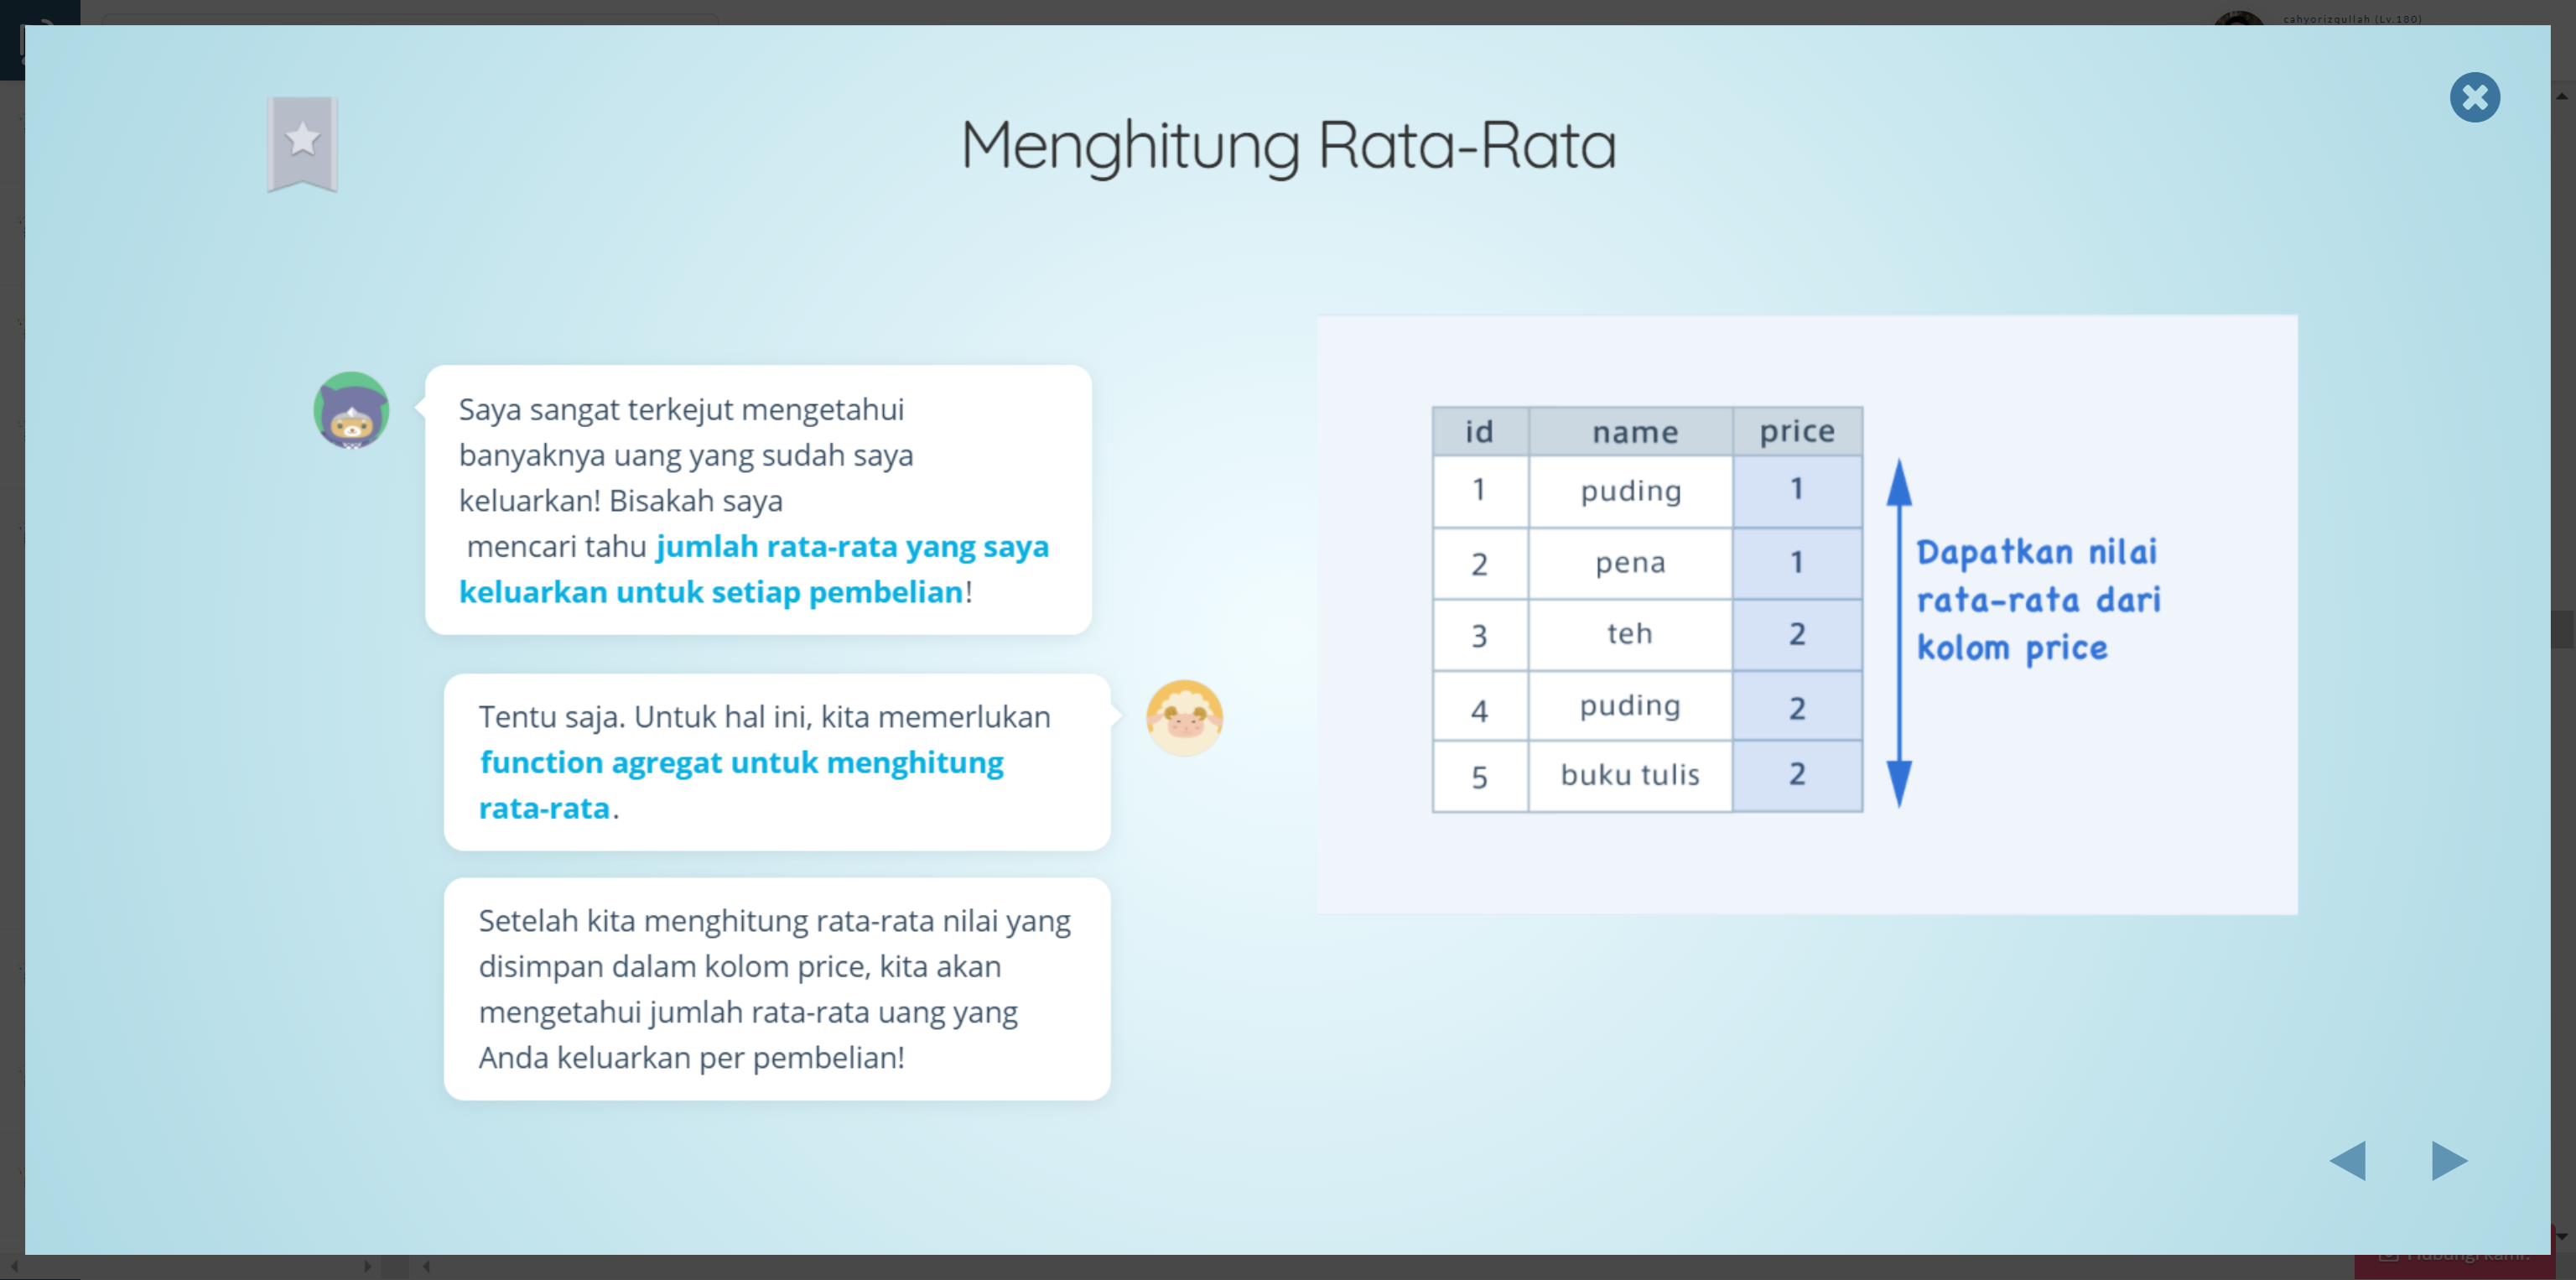 cahyorizqullah (Lv.180)
Menghitung Rata-Rata
Saya sangat terkejut mengetahui
banyaknya uang yang sudah saya
keluarkan! Bisakah saya
mencari tahu jumlah rata-rata yang saya
keluarkan untuk setiap pembelian!
Tentu saja. Untuk hal ini, kita memerlukan
function agregat untuk menghitung
rata-rata.
Setelah kita menghitung rata-rata nilai yang
disimpan dalam kolom price, kita akan
mengetahui jumlah rata-rata uang yang
Anda keluarkan per pembelian!
id name price
1 puding 1
2 pena 1
3 teh 2
4 puding 2
5 buku tulis 2
Dapatkan nilai
rata-rata dari
kolom price